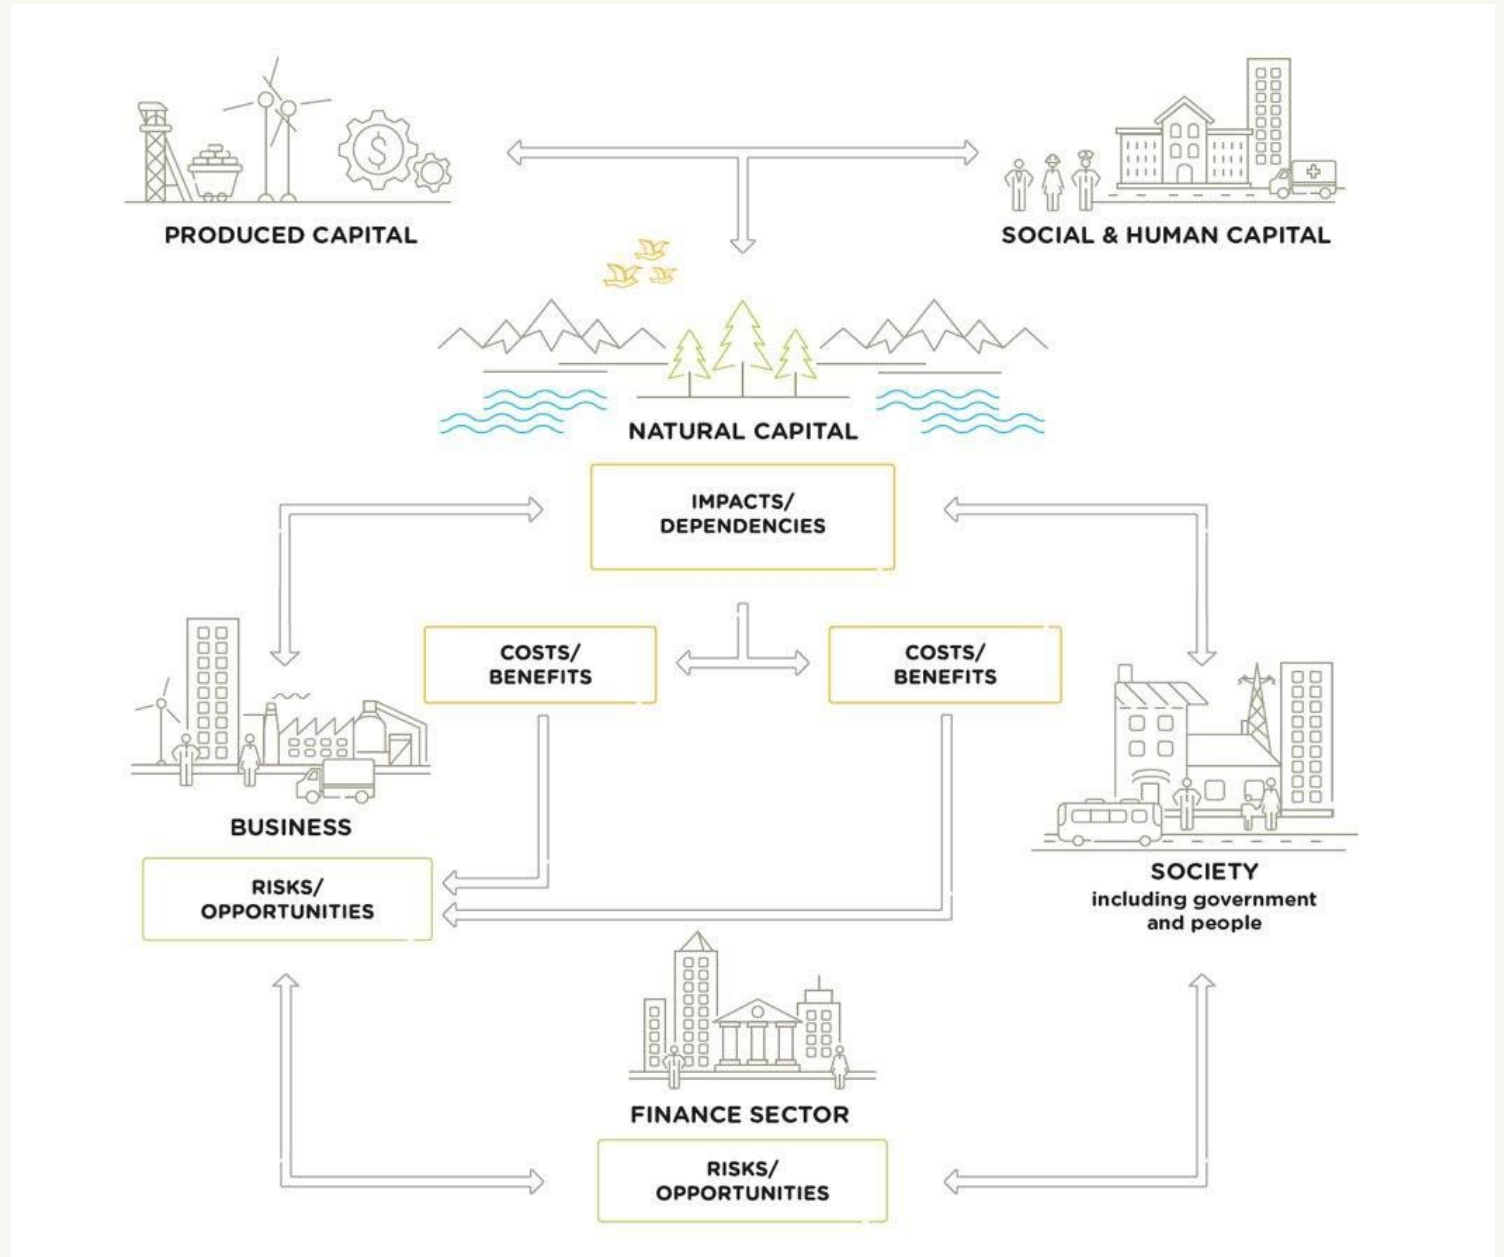 $
PRODUCED CAPITAL
SOCIAL & HUMAN CAPITAL
NATURAL CAPITAL
IMPACTS/
DEPENDENCIES
COSTS/
BENEFITS
COSTS/
BENEFITS
BUSINESS
RISKS/
OPPORTUNITIES
SOCIETY
including government
and people
FINANCE SECTOR
RISKS/
OPPORTUNITIES